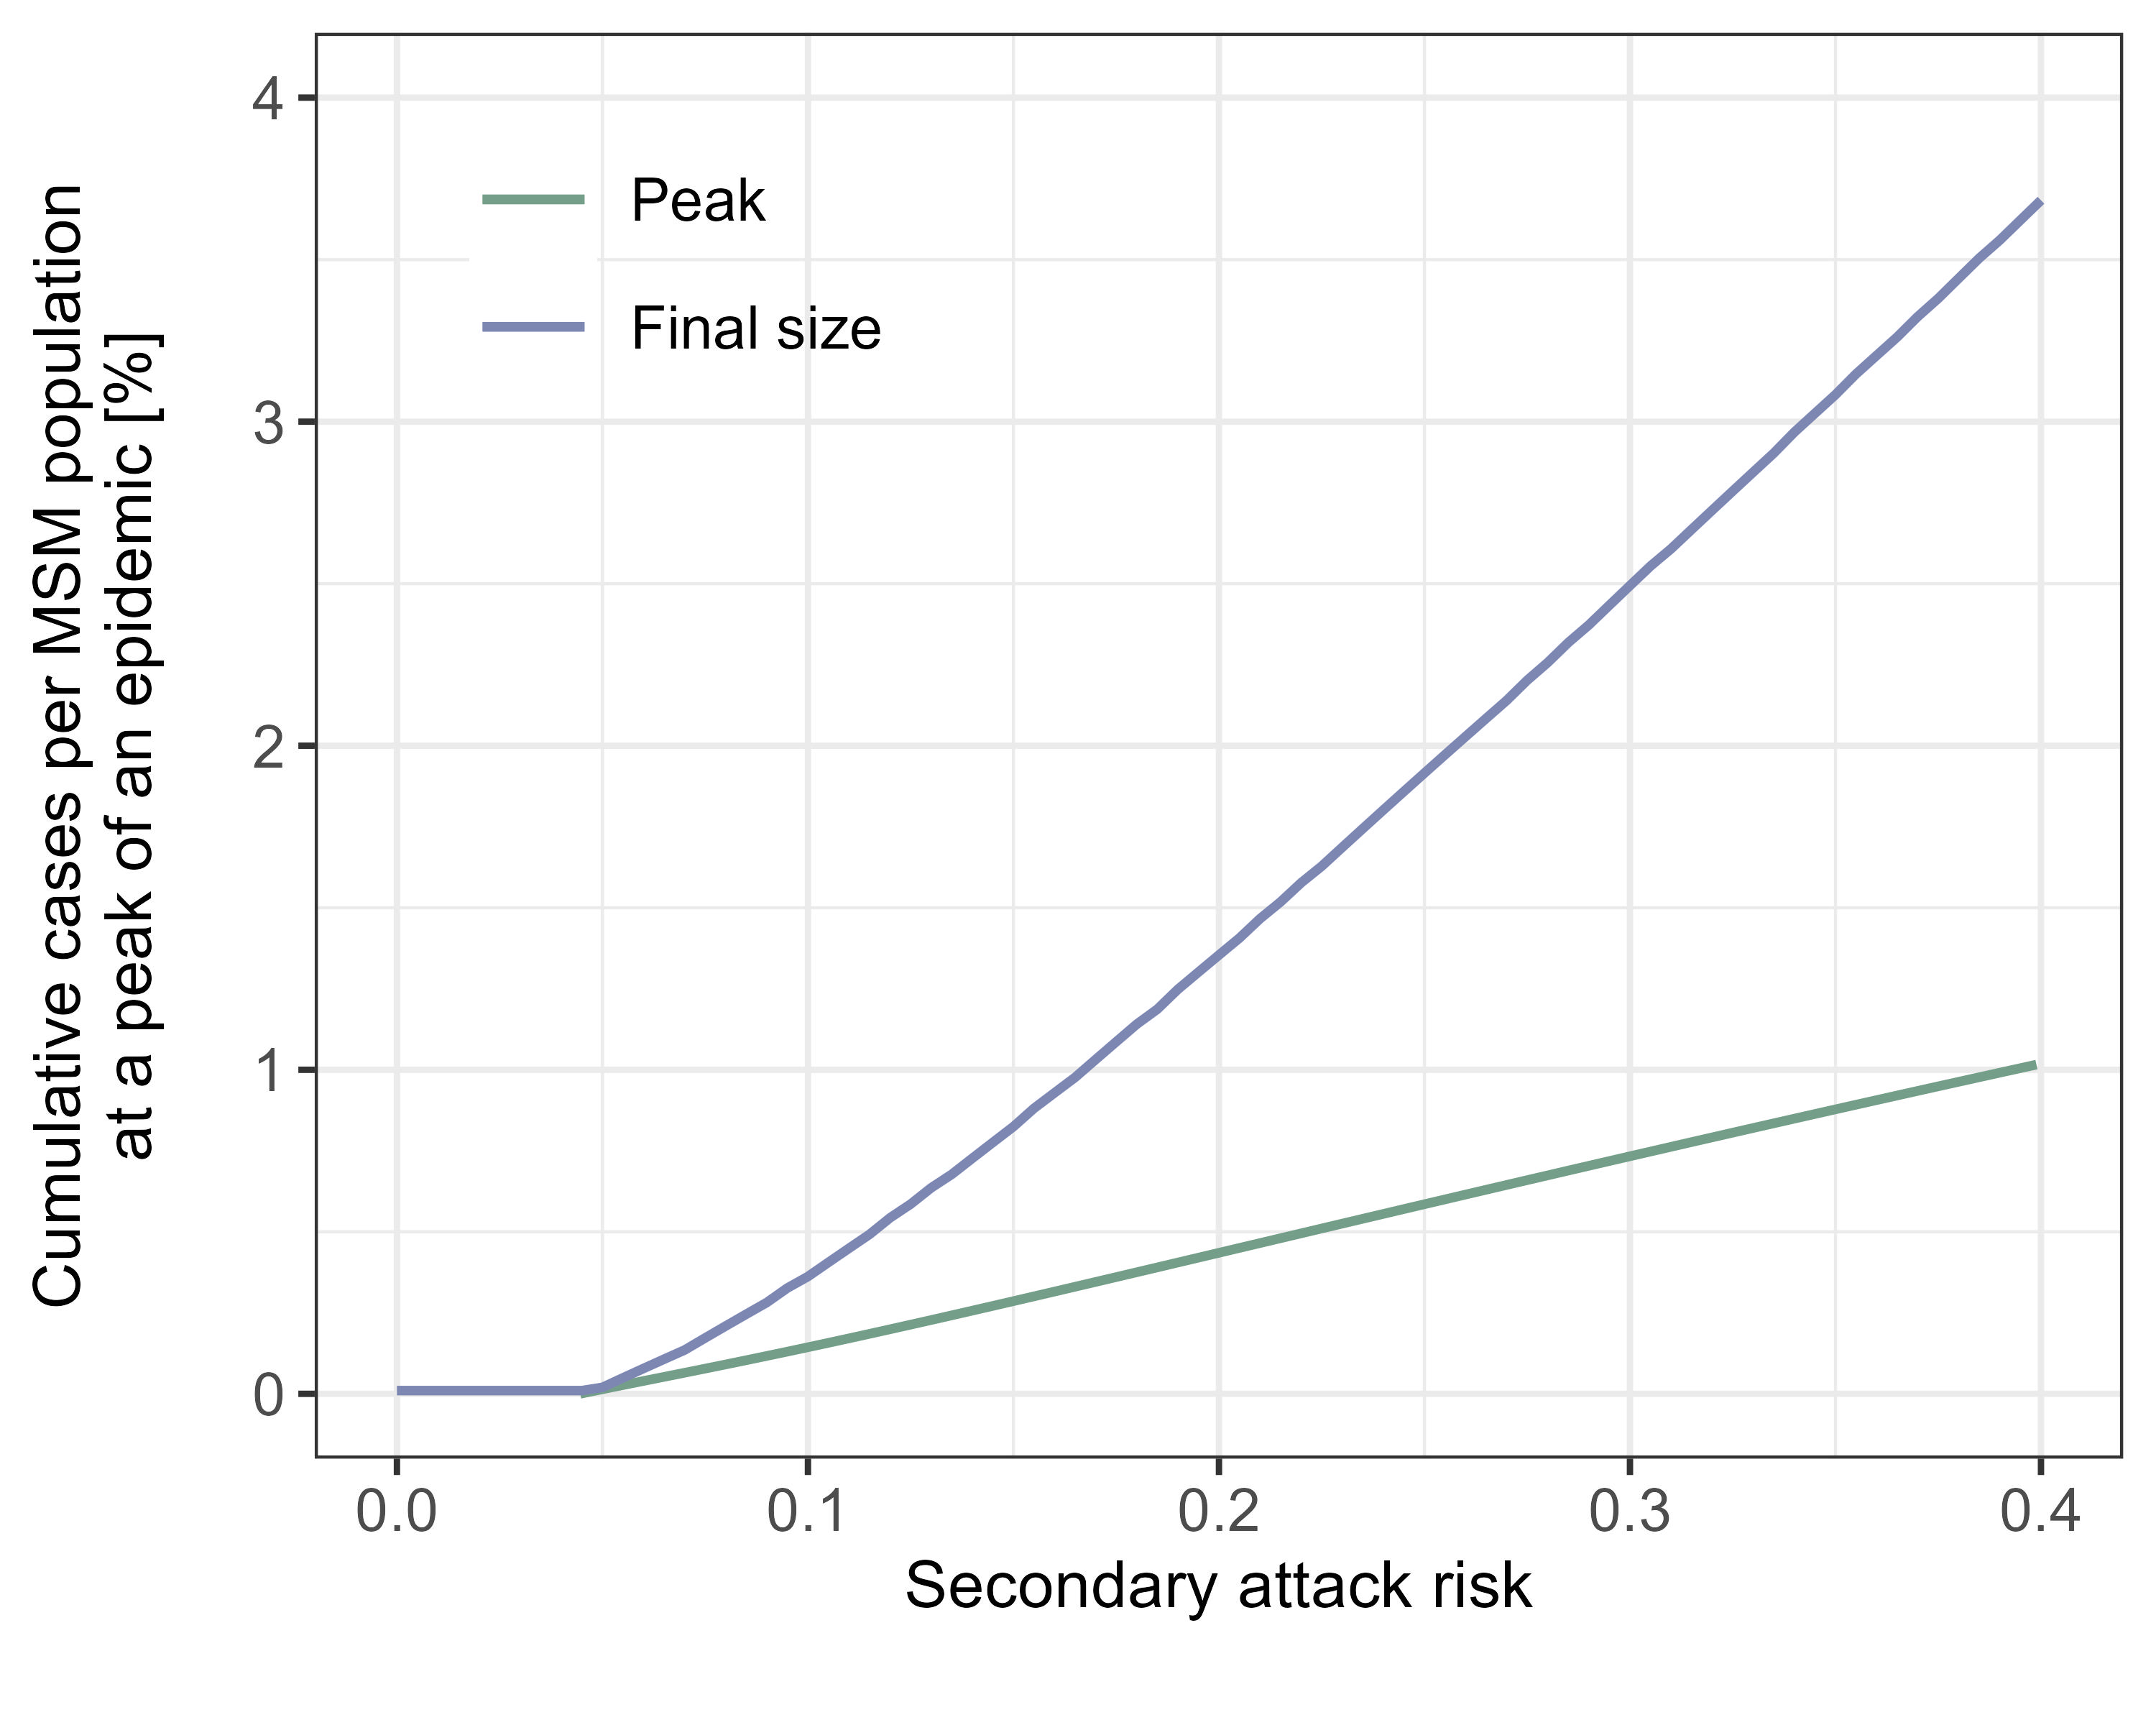 Cumulative cases per MSM population
at a peak of an epidemic [%]
4
3
2
1
0
Peak
Final size
0.0 0.1 0.2 0.3 0.4
Secondary attack risk